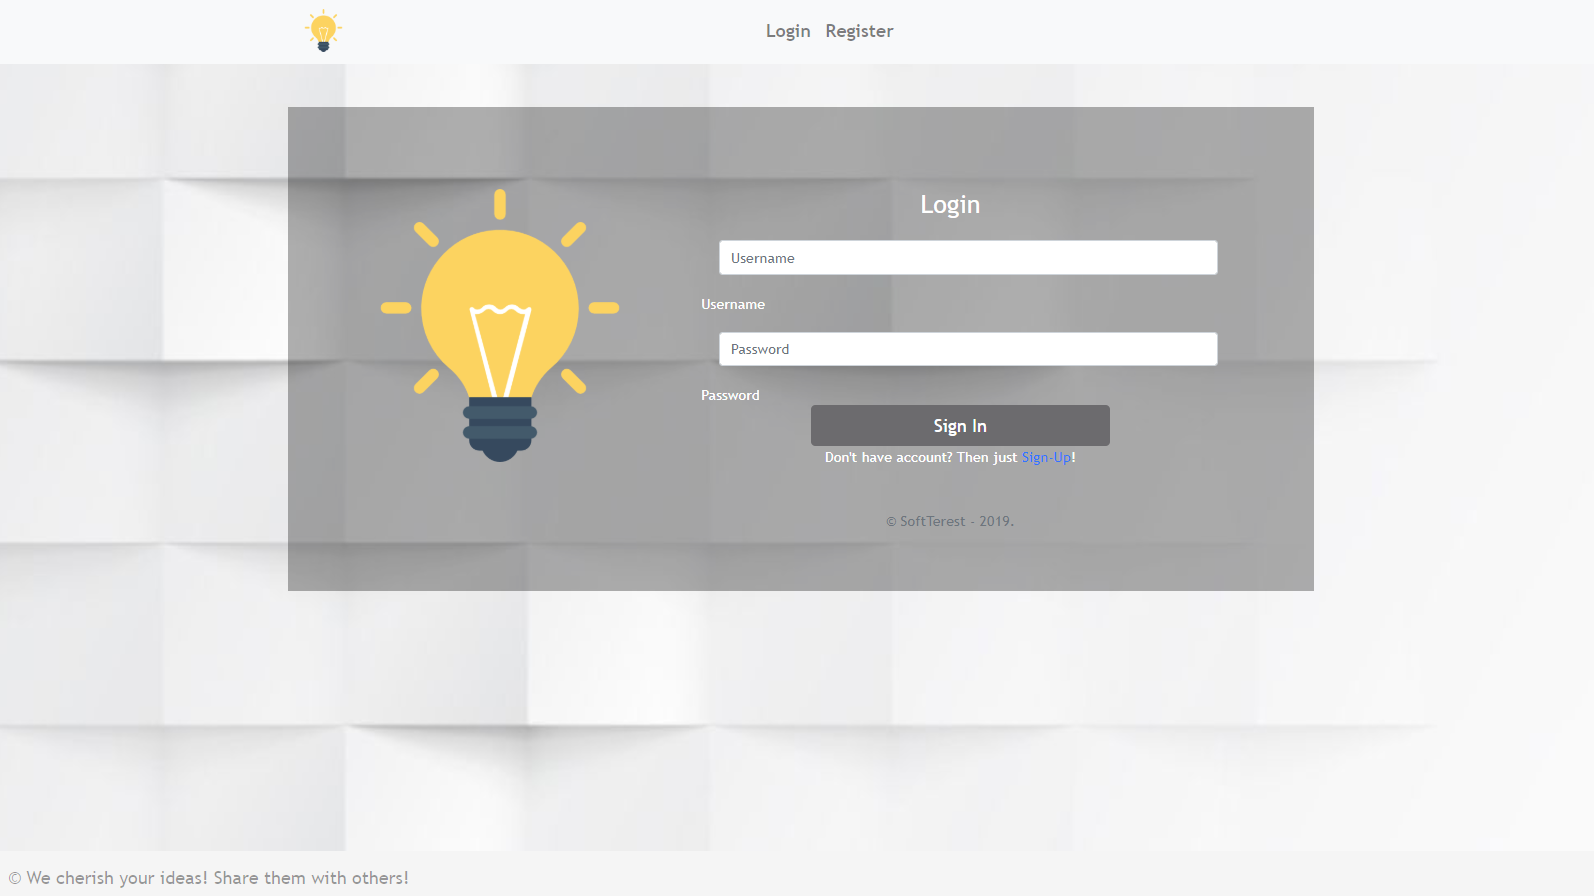 Login Register
Login
Username
Username
Password
Password
Sign In
Don't have account? Then just Sign-Up!
© SoftTerest - 2019.
© We cherish your ideas! Share them with others!